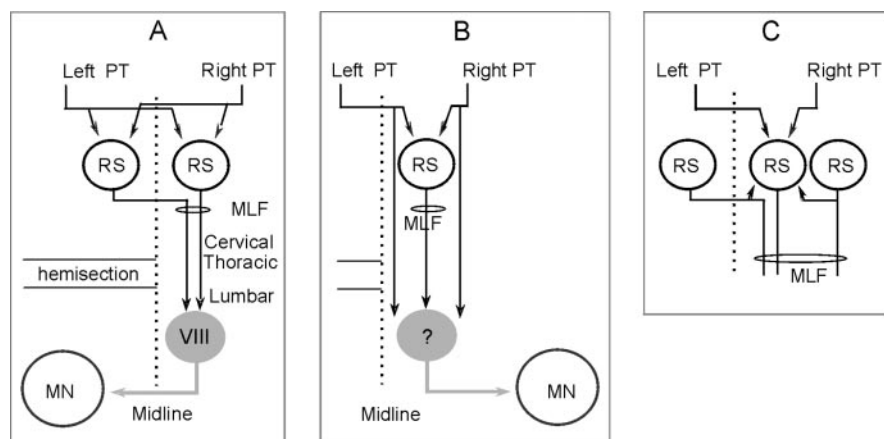 A
Left PT
Right PT
RS
RS
MLF
Cervical
Thoracic
hemisection
Lumbar
VIII
MN
Midline
B
Left PT
Right PT
RS
MLF
?
MN
Midline
C
Left PT
Right PT
RS
RS
RS
MLF